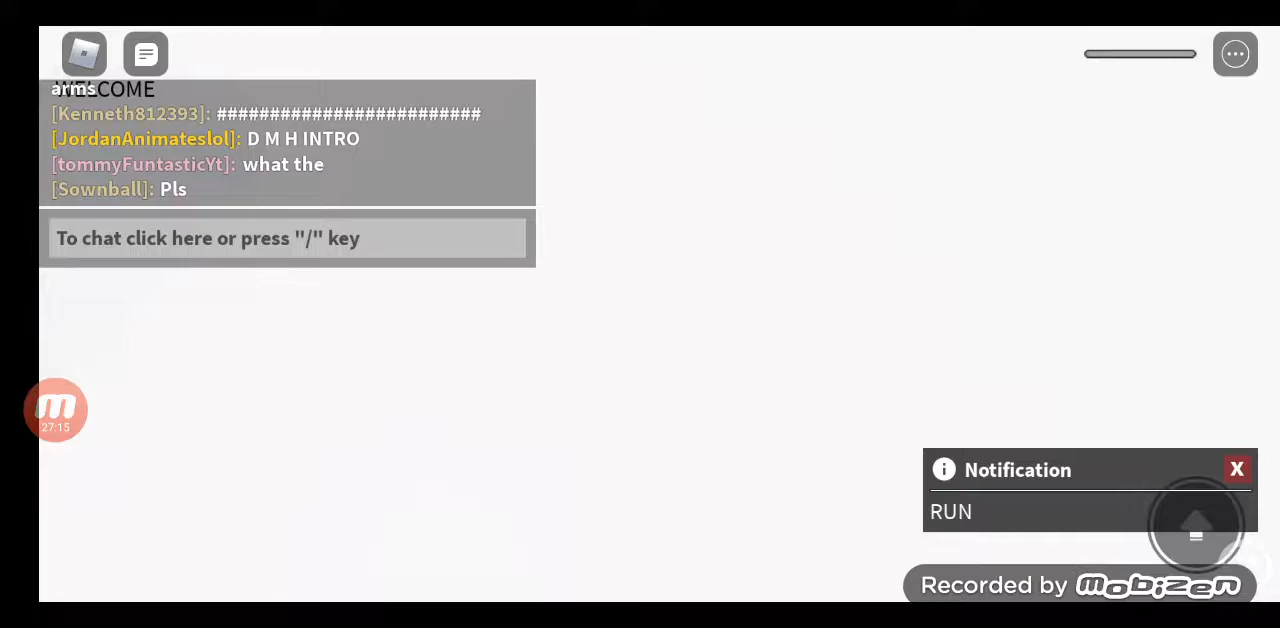 WELCOME
arms
[Kenneth812393]: #########################
[JordanAnimateslol]: D M H INTRO
[tommyFuntasticYt]: what the
[Sownball]: Pls
To chat click here or press "/" key
27:15
Notification
X
RUN
Recorded by mobizen